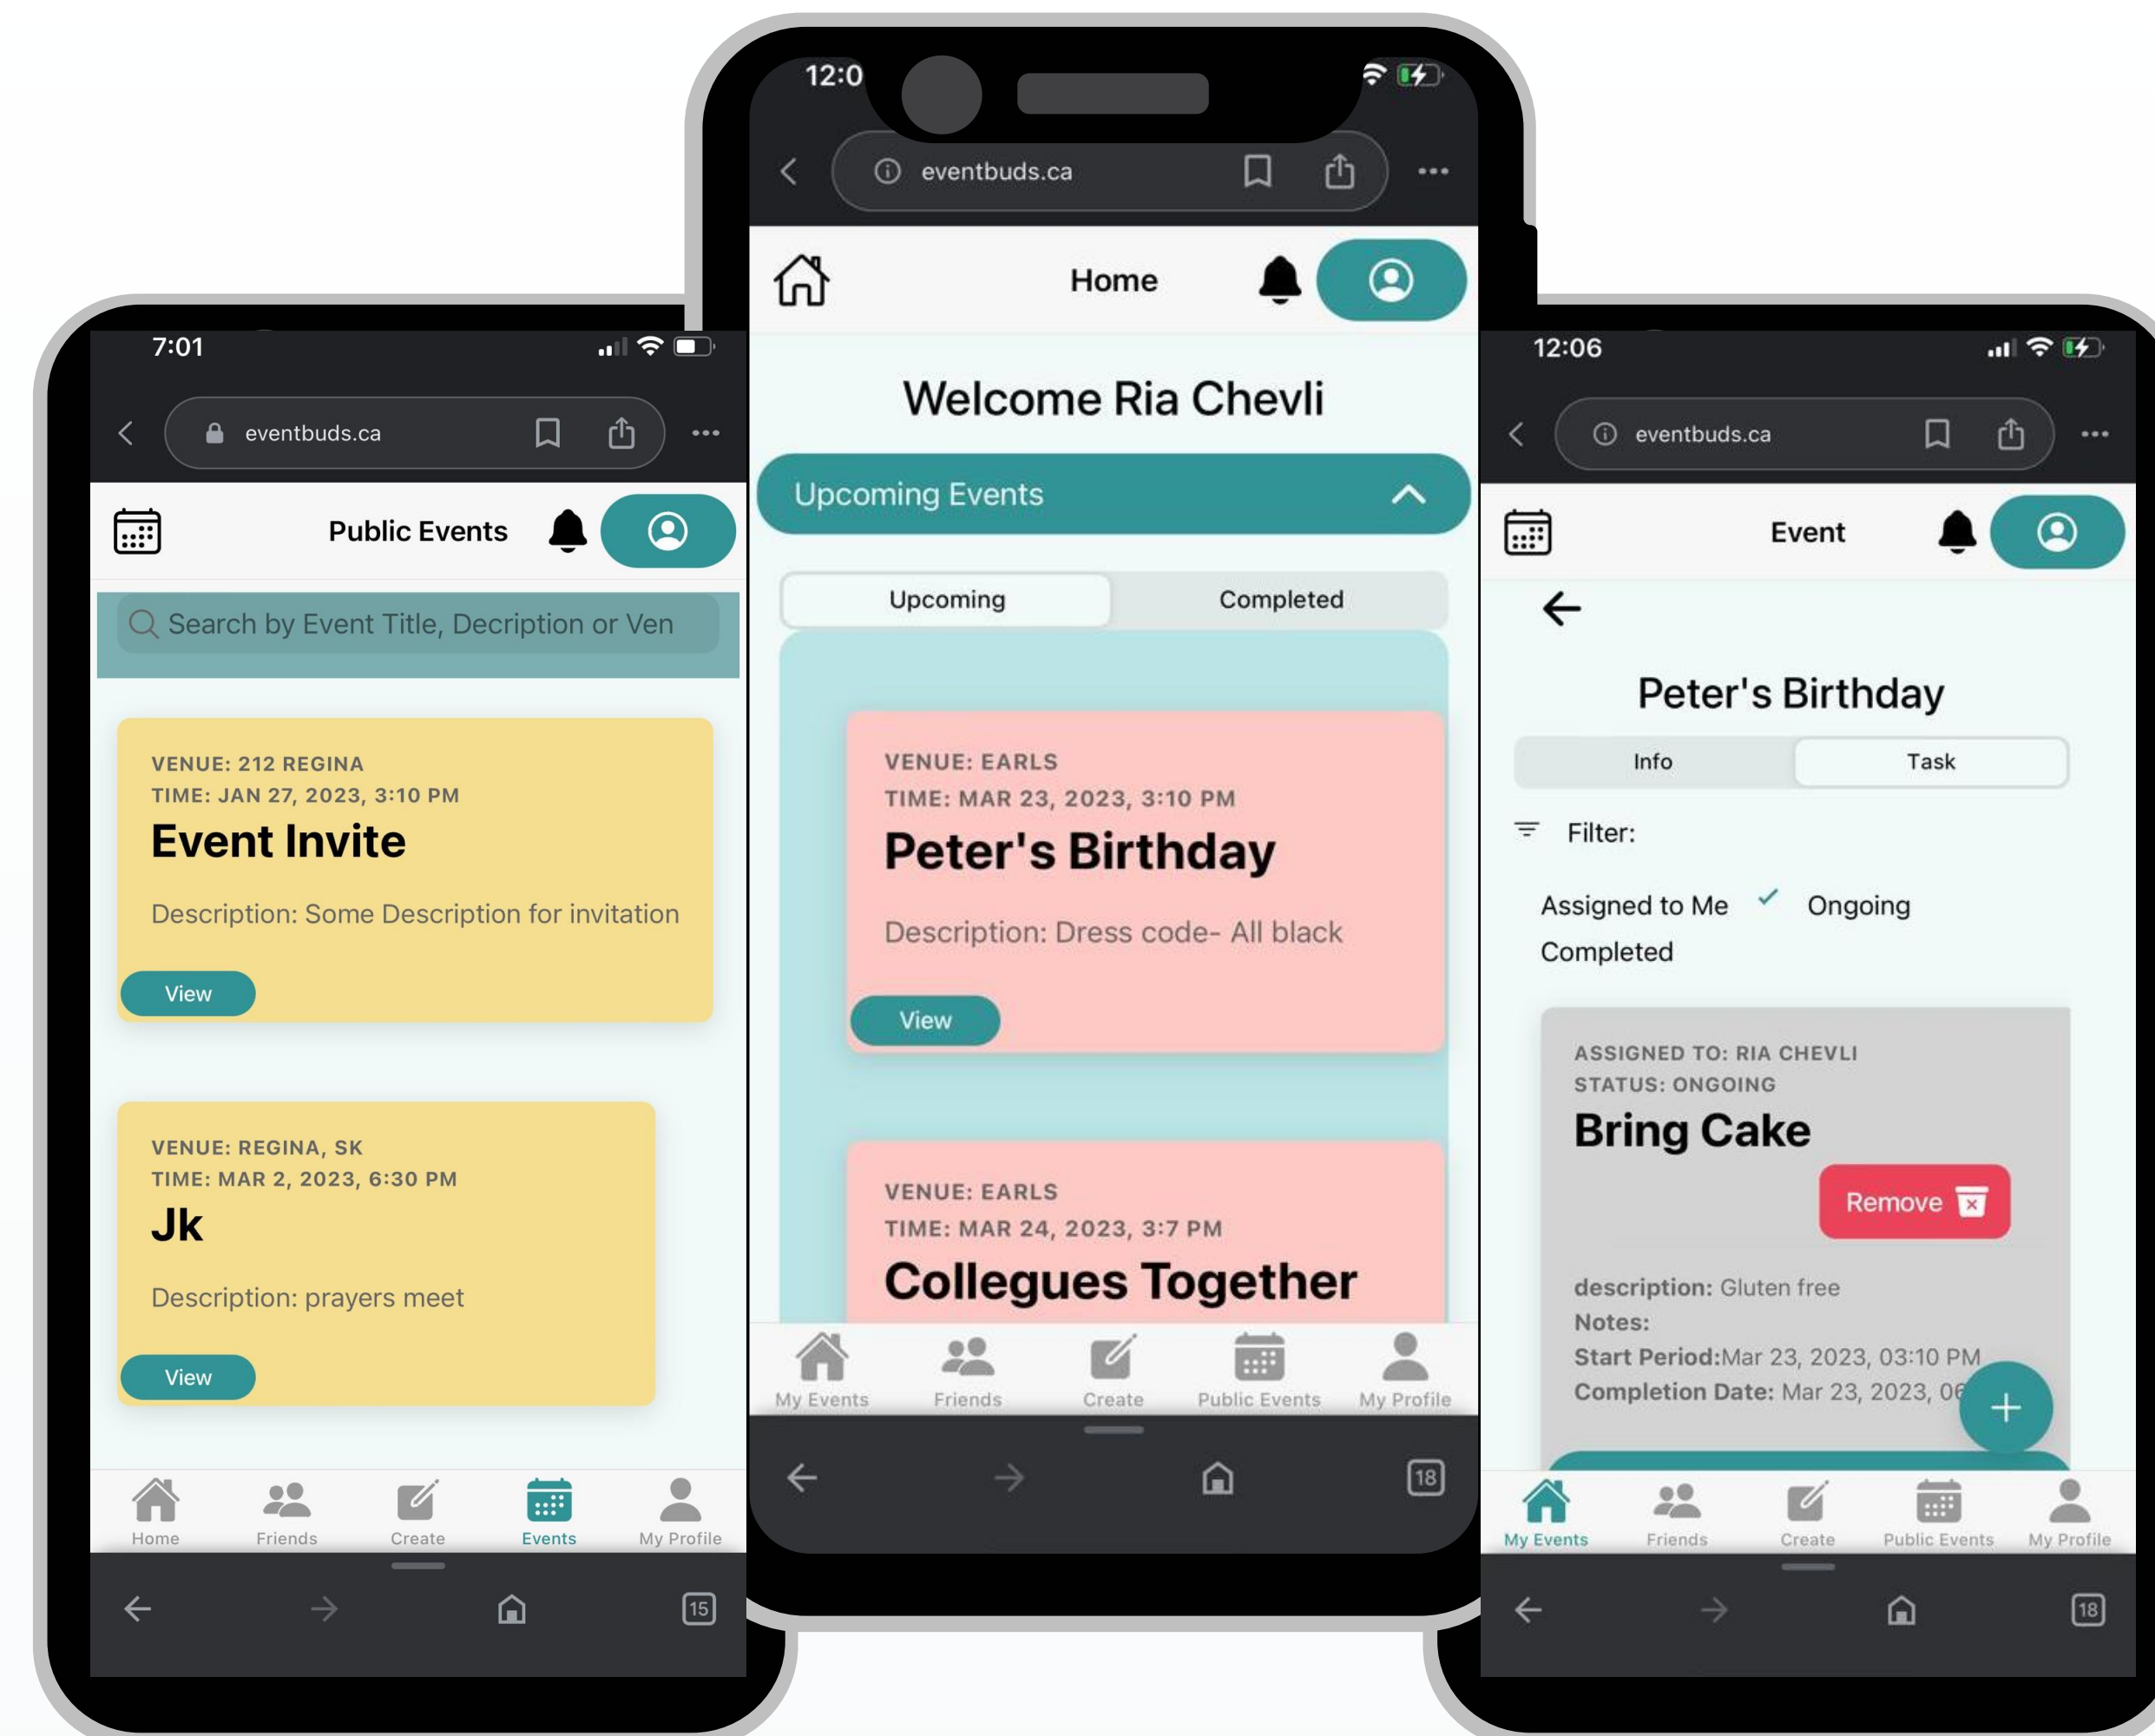 7:01
eventbuds.ca
Public Events
Search by Event Title, Decription or Ven
VENUE: 212 REGINA
TIME: JAN 27, 2023, 3:10 PM
Event Invite
Description: Some Description for invitation
View
VENUE: REGINA, SK
TIME: MAR 2, 2023, 6:30 PM
Jk
Description: prayers meet
View
Home Friends Create Events My Profile
15
12:0
eventbuds.ca
Home
Welcome Ria Chevli
Upcoming Events
Upcoming Completed
VENUE: EARLS
TIME: MAR 23, 2023, 3:10 PM
Peter's Birthday
Description: Dress code- All black
View
VENUE: EARLS
TIME: MAR 24, 2023, 3:7 PM
Collegues Together
My Events Friends Create Public Events My Profile
18
12:06
eventbuds.ca
Event
Peter's Birthday
Info Task
Filter:
Assigned to Me Ongoing
Completed
ASSIGNED TO: RIA CHEVLI
STATUS: ONGOING
Bring Cake
Remove
description: Gluten free
Notes:
Start Period:Mar 23, 2023, 03:10 PM
Completion Date: Mar 23, 2023, 06
My Events Friends Create Public Events My Profile
18